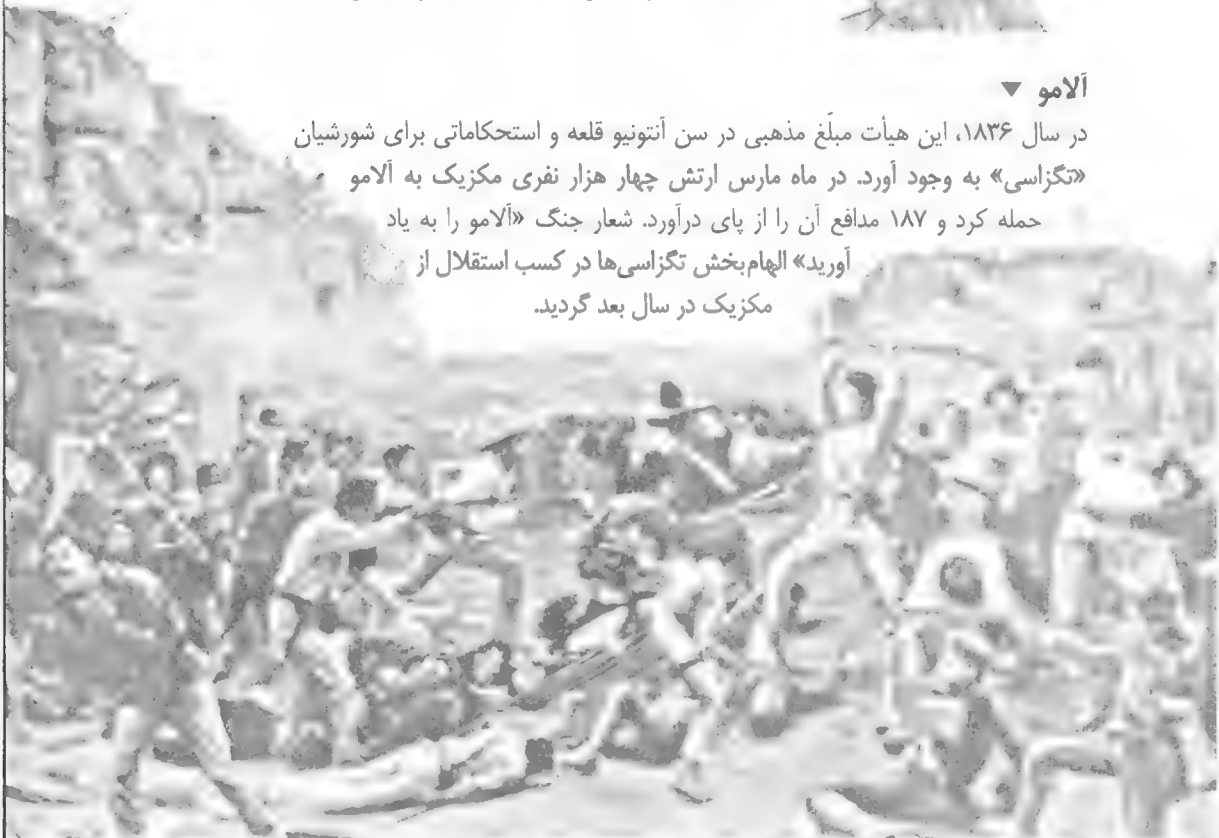 آلامو ▼
در سال ۱۸۳۶، این هیأت مبلّغ مذهبی در سن آنتونیو قلعه و استحکاماتی برای شورشیان
«تگزاسی» به وجود آورد. در ماه مارس ارتش چهار هزار نفری مکزیک به آلامو
حمله کرد و ۱۸۷ مدافع آن را از پای درآورد. شعار جنگ «آلامو را به یاد
آورید» الهام‌بخش تگزاسی‌ها در کسب استقلال از
مکزیک در سال بعد گردید.